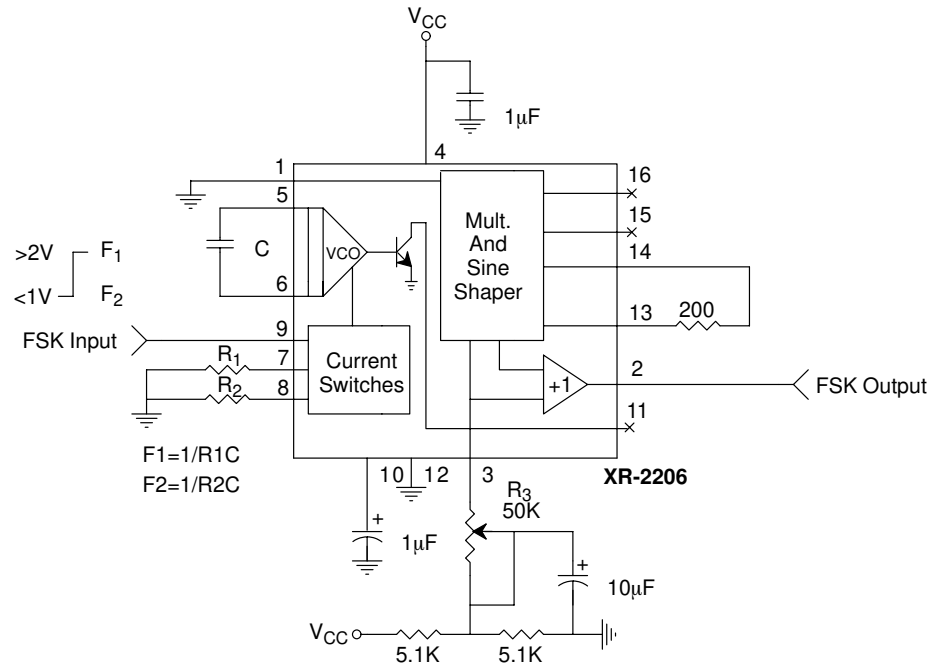 VCC
1µF
4
1
16
5
15
Mult.
And
Sine
Shaper
14
>2V
F1
C
VCO
<1V
F2
6
13
200
9
FSK Input
R1
7
Current
Switches
2
+1
FSK Output
R2
8
11
F1=1/R1C
F2=1/R2C
10
12
3
XR-2206
R3
50K
+
1µF
+
10µF
VCC
5.1K
5.1K